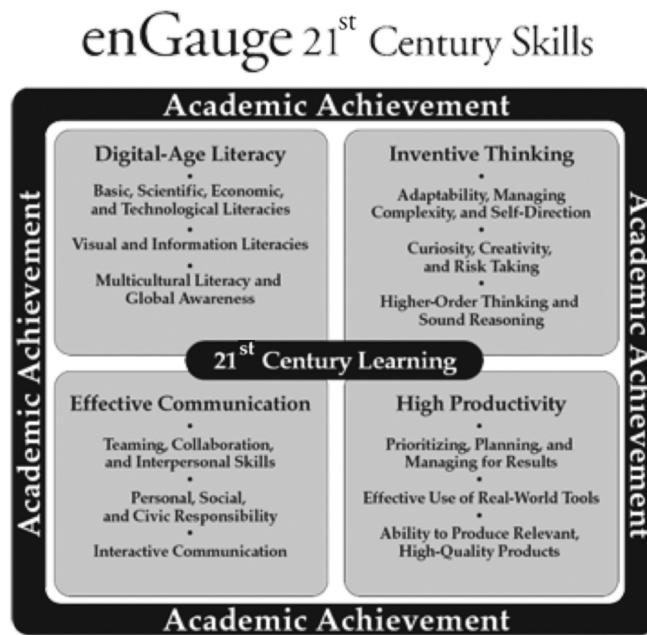 enGauge 21st Century Skills
Academic Achievement
Academic Achievement
Digital-Age Literacy
•
Basic, Scientific, Economic,
and Technological Literacies
•
Visual and Information Literacies
•
Multicultural Literacy and
Global Awareness
Inventive Thinking
•
Adaptability, Managing
Complexity, and Self-Direction
•
Curiosity, Creativity,
and Risk Taking
•
Higher-Order Thinking and
Sound Reasoning
Academic Achievement
21st Century Learning
Effective Communication
•
Teaming, Collaboration,
and Interpersonal Skills
•
Personal, Social,
and Civic Responsibility
•
Interactive Communication
High Productivity
•
Prioritizing, Planning, and
Managing for Results
•
Effective Use of Real-World Tools
•
Ability to Produce Relevant,
High-Quality Products
Academic Achievement